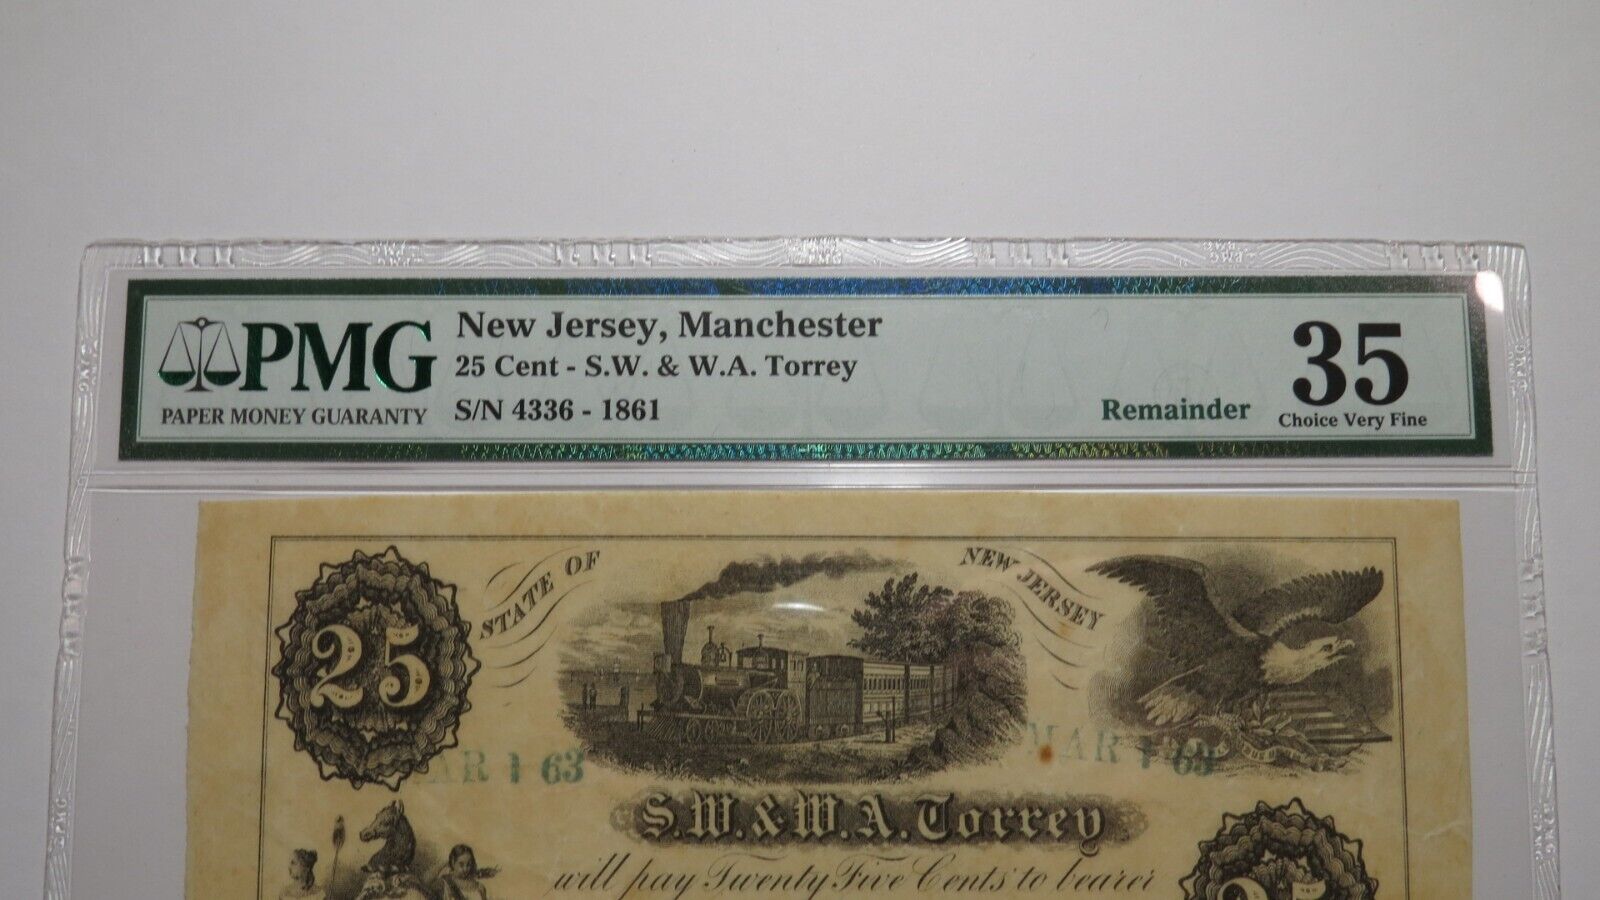 PMG
PAPER MONEY GUARANTY
New Jersey, Manchester
25 Cent - S.W. & W.A. Torrey
S/N 4336 - 1861
Remainder
35
Choice Very Fine
25
STATE OF
NEW JERSEY
MAR 1 63
S.W. & W.A. Torrey
will pay Twenty Five Cents to bearer
25